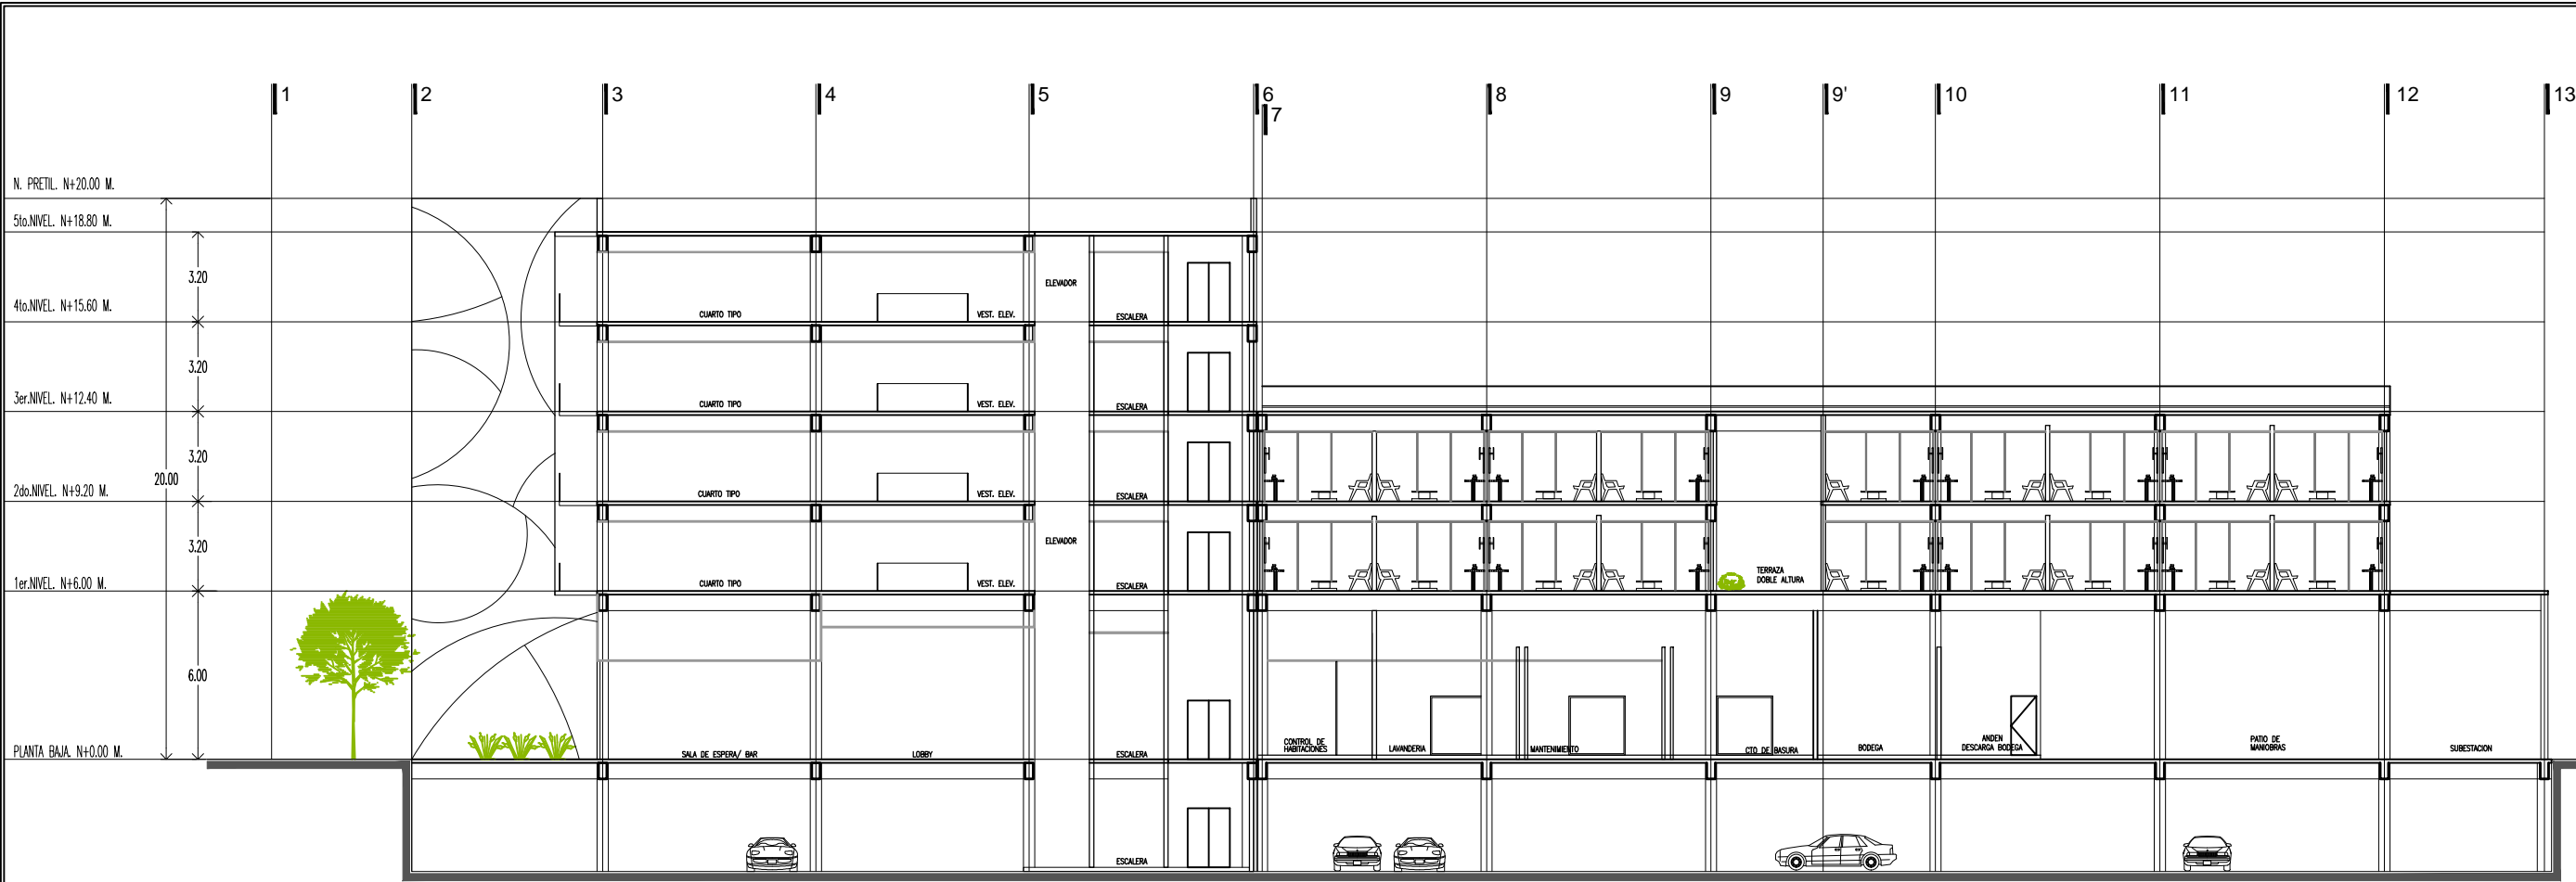 1 2 3 4 5 6 8 9 9' 10 11 12 13
7
N. PRETIL. N+20.00 M.
5to.NIVEL. N+18.80 M.
3.20
ELEVADOR
4to.NIVEL. N+15.60 M.
CUARTO TIPO
VEST. ELEV.
ESCALERA
3.20
3er.NIVEL. N+12.40 M.
CUARTO TIPO
VEST. ELEV.
ESCALERA
3.20
20.00
2do.NIVEL. N+9.20 M.
CUARTO TIPO
VEST. ELEV.
ESCALERA
3.20
ELEVADOR
1er.NIVEL. N+6.00 M.
CUARTO TIPO
VEST. ELEV.
ESCALERA
TERRAZA
DOBLE ALTURA
6.00
PLANTA BAJA. N+0.00 M.
SALA DE ESPERA/ BAR
LOBBY
ESCALERA
CONTROL DE
HABITACIONES
LAVANDERIA
MANTENIMIENTO
CTO DE BASURA
BODEGA
ANDEN
DESCARGA BODEGA
PATIO DE
MANIOBRAS
SUBESTACION
ESCALERA